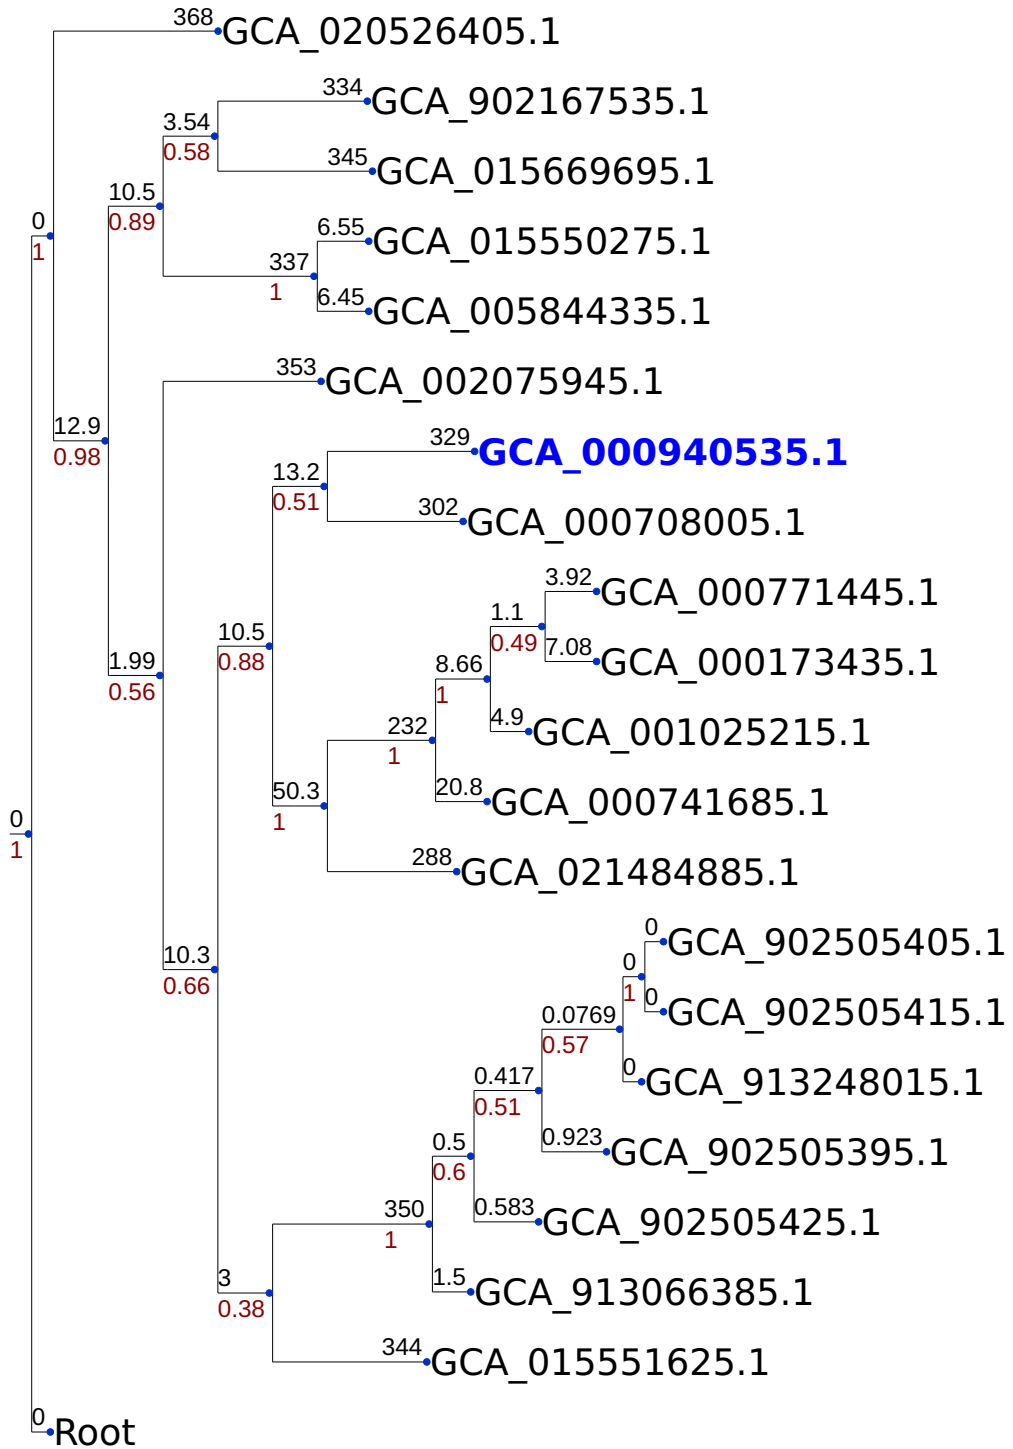 368 GCA_020526405.1
334 GCA_902167535.1
3.54
0.58
345 GCA_015669695.1
10.5
0.89
0
1
6.55 GCA_015550275.1
337
1
6.45 GCA_005844335.1
353 GCA_002075945.1
12.9
0.98
329 GCA_000940535.1
13.2
0.51
302 GCA_000708005.1
3.92 GCA_000771445.1
1.1
0.49
10.5
0.88
7.08 GCA_000173435.1
1.99
0.56
8.66
1
4.9 GCA_001025215.1
232
1
20.8 GCA_000741685.1
50.3
1
0
1
288 GCA_021484885.1
0 GCA_902505405.1
10.3
0.66
0
1
0 GCA_902505415.1
0.0769
0.57
0 GCA_913248015.1
0.417
0.51
0.923 GCA_902505395.1
0.5
0.6
0.583 GCA_902505425.1
350
1
1.5 GCA_913066385.1
3
0.38
344 GCA_015551625.1
0 Root